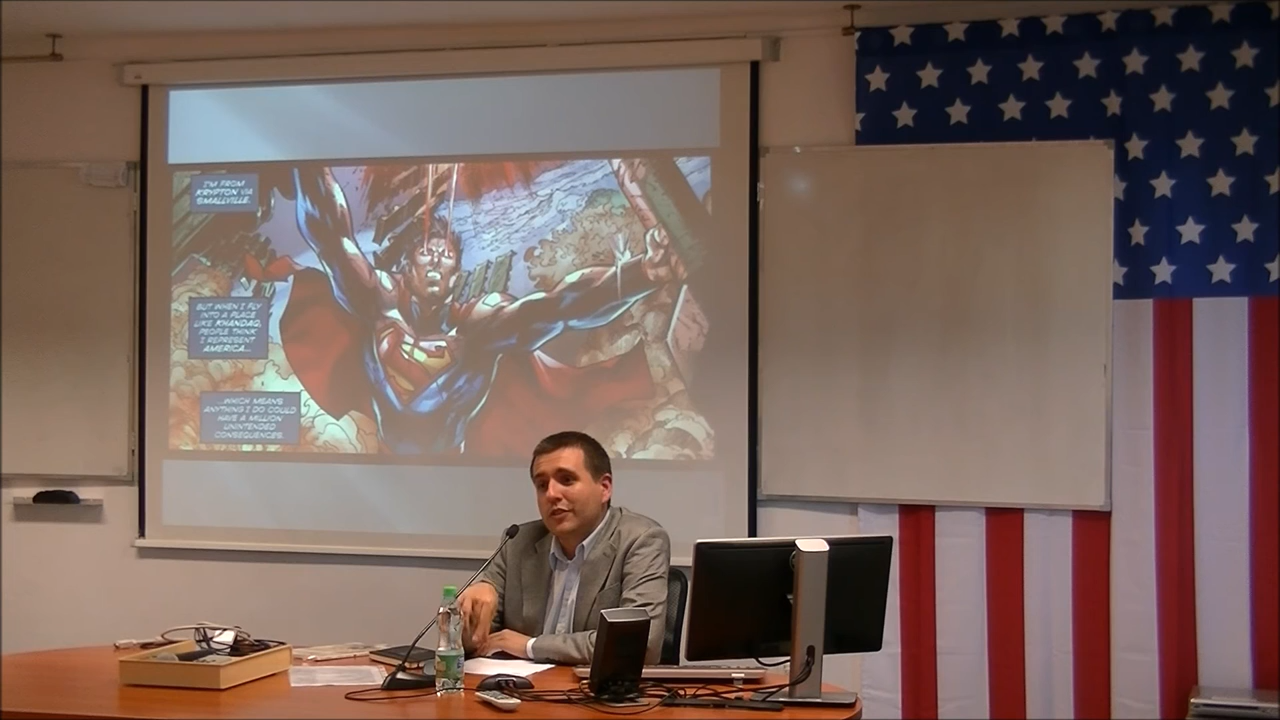 I'M FROM
KRYPTON VIA
SMALLVILLE.
BUT WHEN I FLY
INTO A PLACE
LIKE KHANDAQ,
PEOPLE THINK
I REPRESENT
AMERICA...
...WHICH MEANS
ANYTHING I DO COULD
HAVE A MILLION
UNINTENDED
CONSEQUENCES.